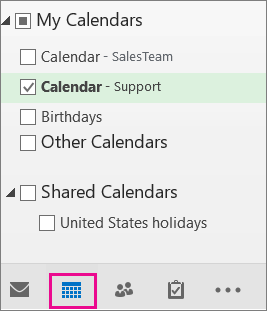 My Calendars
Calendar - SalesTeam
Calendar - Support
Birthdays
Other Calendars
Shared Calendars
United States holidays